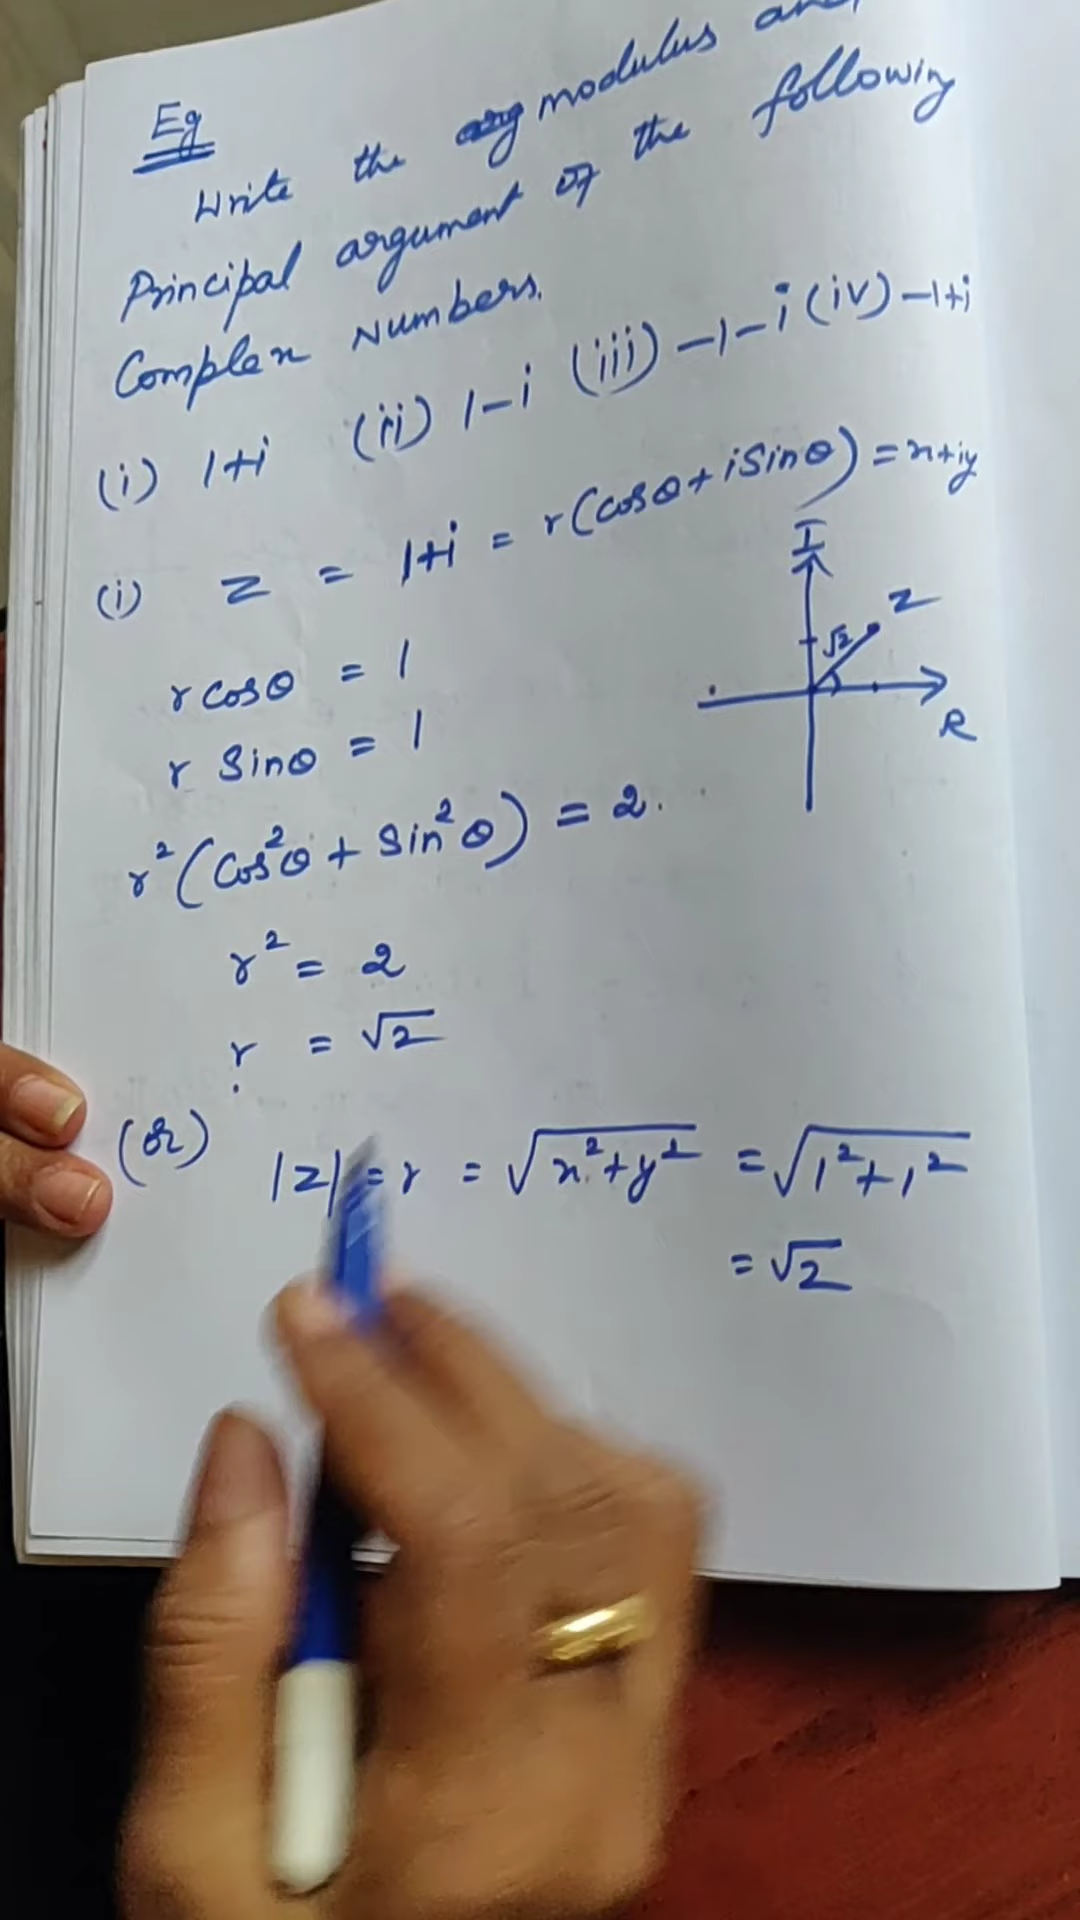 Eg
Write the arg modulus and
Principal argument of the following
Complex Numbers.
(i) 1+i (ii) 1-i (iii) -1-i (iv) -1+i
(i) z = 1+i = r(cosθ+iSinθ) = x+iy
r cosθ = 1
r Sinθ = 1
r²(Cos²θ + Sin²θ) = 2.
r² = 2
r = √2
(or) |z| = r = √x²+y² = √1²+1²
= √2
I
z
√2
R